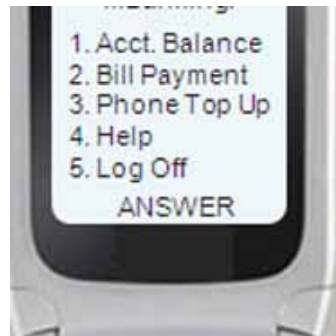 1. Acct. Balance
2. Bill Payment
3. Phone Top Up
4. Help
5. Log Off
ANSWER